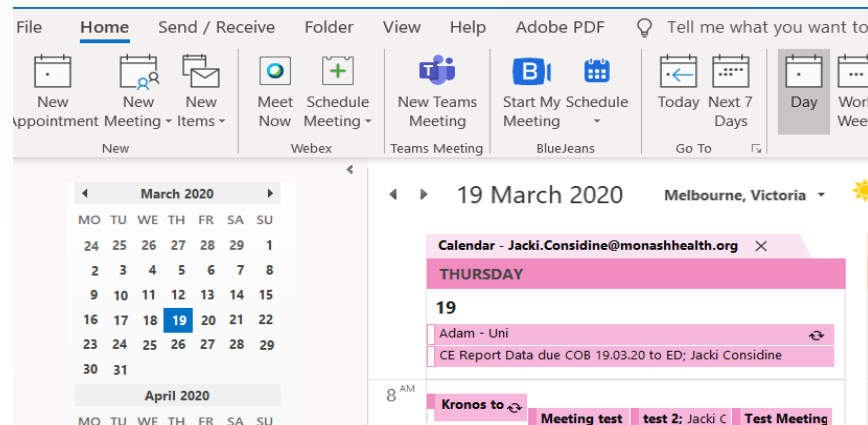 File Home Send / Receive Folder View Help Adobe PDF Tell me what you want to
New Appointment
New Meeting
New Items
Meet Now
Schedule Meeting
New Teams Meeting
Start My Meeting
Schedule
Today
Next 7 Days
Day
New Webex Teams Meeting BlueJeans Go To
March 2020
MO TU WE TH FR SA SU
24 25 26 27 28 29 1
2 3 4 5 6 7 8
9 10 11 12 13 14 15
16 17 18 19 20 21 22
23 24 25 26 27 28 29
30 31
April 2020
MO TU WE TH FR SA SU
19 March 2020 Melbourne, Victoria
Calendar - Jacki.Considine@monashhealth.org
THURSDAY
19
Adam - Uni
CE Report Data due COB 19.03.20 to ED; Jacki Considine
8 AM
Kronos to
Meeting test test 2; Jacki C Test Meeting